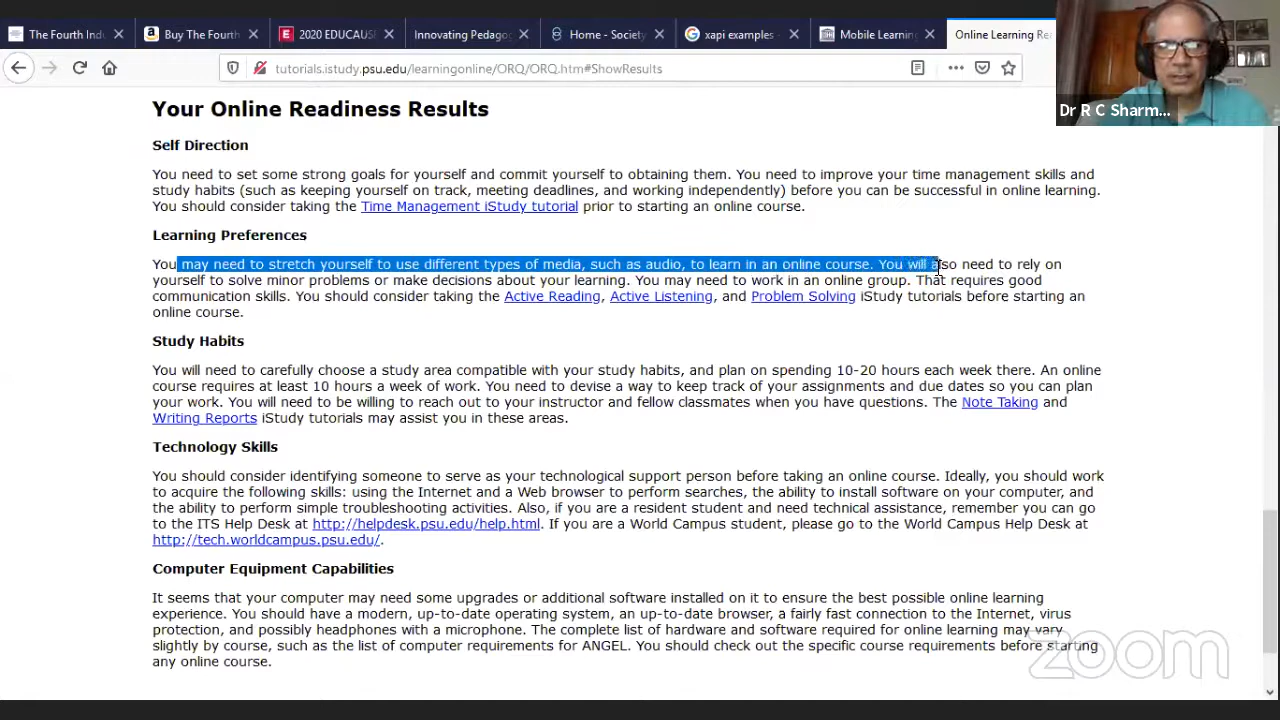 The Fourth Ind
Buy The Fourth
2020 EDUCAUS
Innovating Pedagog
Home - Society
xapi examples -
Mobile Learning
Online Learning Re
tutorials.istudy.psu.edu/learningonline/ORQ/ORQ.htm#ShowResults
Dr R C Sharm...
Your Online Readiness Results
Self Direction
You need to set some strong goals for yourself and commit yourself to obtaining them. You need to improve your time management skills and
study habits (such as keeping yourself on track, meeting deadlines, and working independently) before you can be successful in online learning.
You should consider taking the Time Management iStudy tutorial prior to starting an online course.
Learning Preferences
You may need to stretch yourself to use different types of media, such as audio, to learn in an online course. You will also need to rely on
yourself to solve minor problems or make decisions about your learning. You may need to work in an online group. That requires good
communication skills. You should consider taking the Active Reading, Active Listening, and Problem Solving iStudy tutorials before starting an
online course.
Study Habits
You will need to carefully choose a study area compatible with your study habits, and plan on spending 10-20 hours each week there. An online
course requires at least 10 hours a week of work. You need to devise a way to keep track of your assignments and due dates so you can plan
your work. You will need to be willing to reach out to your instructor and fellow classmates when you have questions. The Note Taking and
Writing Reports iStudy tutorials may assist you in these areas.
Technology Skills
You should consider identifying someone to serve as your technological support person before taking an online course. Ideally, you should work
to acquire the following skills: using the Internet and a Web browser to perform searches, the ability to install software on your computer, and
the ability to perform simple troubleshooting activities. Also, if you are a resident student and need technical assistance, remember you can go
to the ITS Help Desk at http://helpdesk.psu.edu/help.html. If you are a World Campus student, please go to the World Campus Help Desk at
http://tech.worldcampus.psu.edu/.
Computer Equipment Capabilities
It seems that your computer may need some upgrades or additional software installed on it to ensure the best possible online learning
experience. You should have a modern, up-to-date operating system, an up-to-date browser, a fairly fast connection to the Internet, virus
protection, and possibly headphones with a microphone. The complete list of hardware and software required for online learning may vary
slightly by course, such as the list of computer requirements for ANGEL. You should check out the specific course requirements before starting
any online course.
zoom